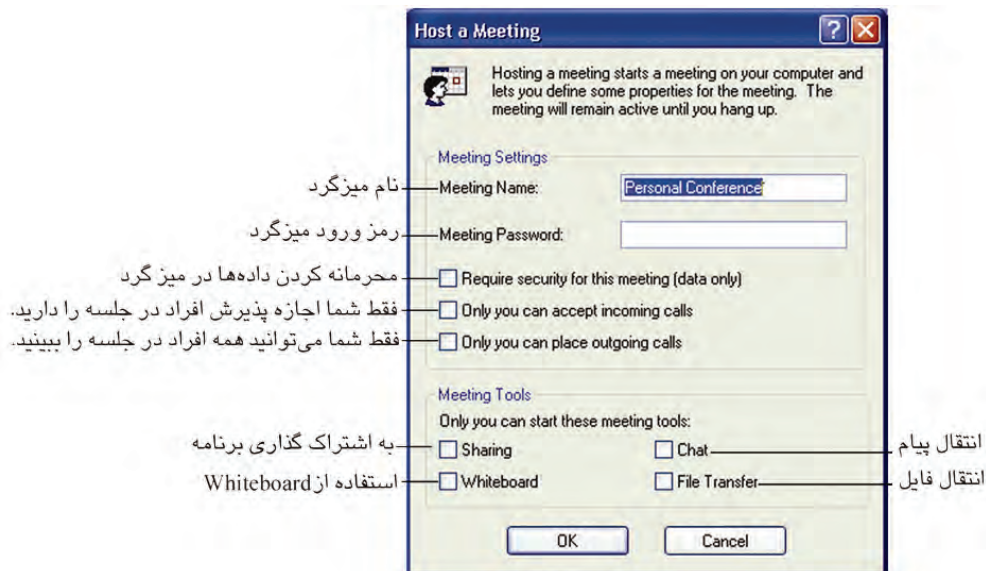 Host a Meeting
Hosting a meeting starts a meeting on your computer and
lets you define some properties for the meeting. The
meeting will remain active until you hang up.
Meeting Settings
نام میزگرد
Meeting Name:
Personal Conference
رمز ورود میزگرد
Meeting Password:
محرمانه کردن داده‌ها در میز گرد
Require security for this meeting (data only)
فقط شما اجازه پذیرش افراد در جلسه را دارید.
Only you can accept incoming calls
فقط شما می‌توانید همه افراد در جلسه را ببینید.
Only you can place outgoing calls
Meeting Tools
Only you can start these meeting tools:
به اشتراک گذاری برنامه
Sharing
Chat
انتقال پیام
استفاده از Whiteboard
Whiteboard
File Transfer
انتقال فایل
OK
Cancel